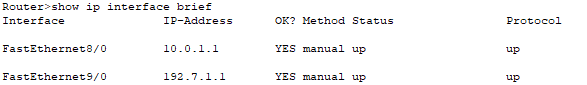 Router>show ip interface brief
Interface IP-Address OK? Method Status Protocol
FastEthernet8/0 10.0.1.1 YES manual up up
FastEthernet9/0 192.7.1.1 YES manual up up